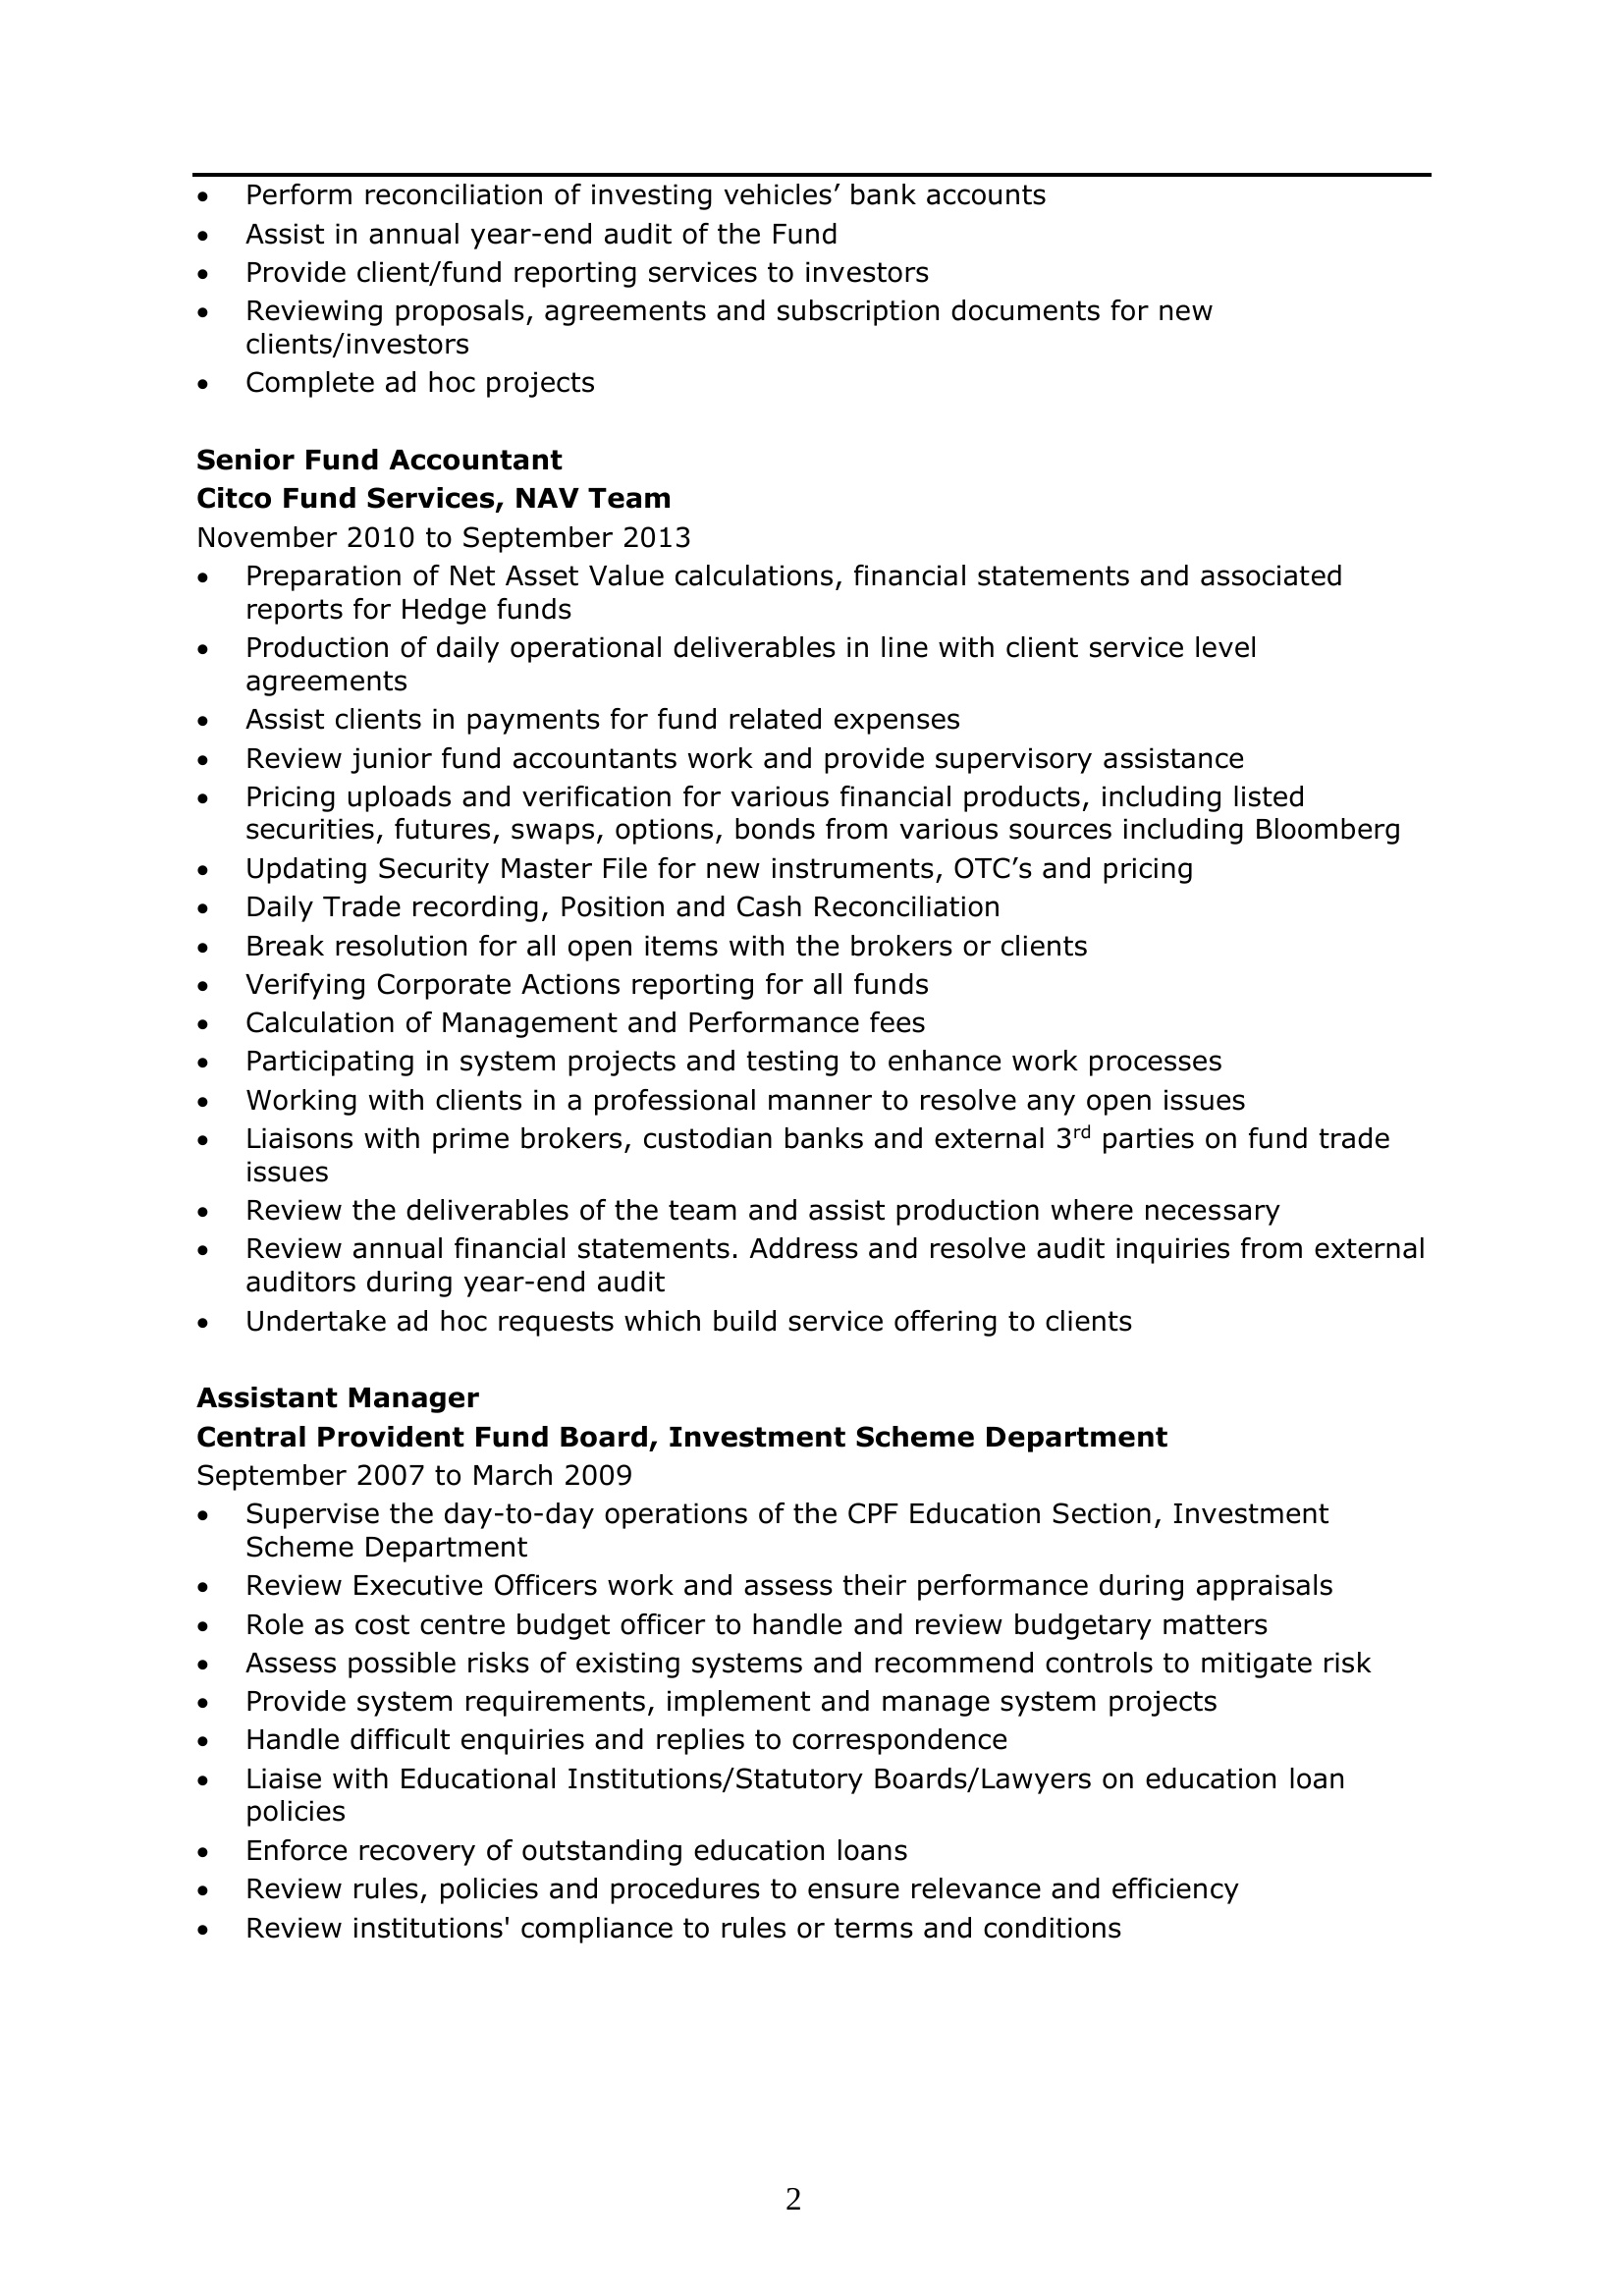 • Perform reconciliation of investing vehicles’ bank accounts
• Assist in annual year-end audit of the Fund
• Provide client/fund reporting services to investors
• Reviewing proposals, agreements and subscription documents for new
clients/investors
• Complete ad hoc projects
Senior Fund Accountant
Citco Fund Services, NAV Team
November 2010 to September 2013
• Preparation of Net Asset Value calculations, financial statements and associated
reports for Hedge funds
• Production of daily operational deliverables in line with client service level
agreements
• Assist clients in payments for fund related expenses
• Review junior fund accountants work and provide supervisory assistance
• Pricing uploads and verification for various financial products, including listed
securities, futures, swaps, options, bonds from various sources including Bloomberg
• Updating Security Master File for new instruments, OTC’s and pricing
• Daily Trade recording, Position and Cash Reconciliation
• Break resolution for all open items with the brokers or clients
• Verifying Corporate Actions reporting for all funds
• Calculation of Management and Performance fees
• Participating in system projects and testing to enhance work processes
• Working with clients in a professional manner to resolve any open issues
• Liaisons with prime brokers, custodian banks and external 3rd parties on fund trade
issues
• Review the deliverables of the team and assist production where necessary
• Review annual financial statements. Address and resolve audit inquiries from external
auditors during year-end audit
• Undertake ad hoc requests which build service offering to clients
Assistant Manager
Central Provident Fund Board, Investment Scheme Department
September 2007 to March 2009
• Supervise the day-to-day operations of the CPF Education Section, Investment
Scheme Department
• Review Executive Officers work and assess their performance during appraisals
• Role as cost centre budget officer to handle and review budgetary matters
• Assess possible risks of existing systems and recommend controls to mitigate risk
• Provide system requirements, implement and manage system projects
• Handle difficult enquiries and replies to correspondence
• Liaise with Educational Institutions/Statutory Boards/Lawyers on education loan
policies
• Enforce recovery of outstanding education loans
• Review rules, policies and procedures to ensure relevance and efficiency
• Review institutions' compliance to rules or terms and conditions
2